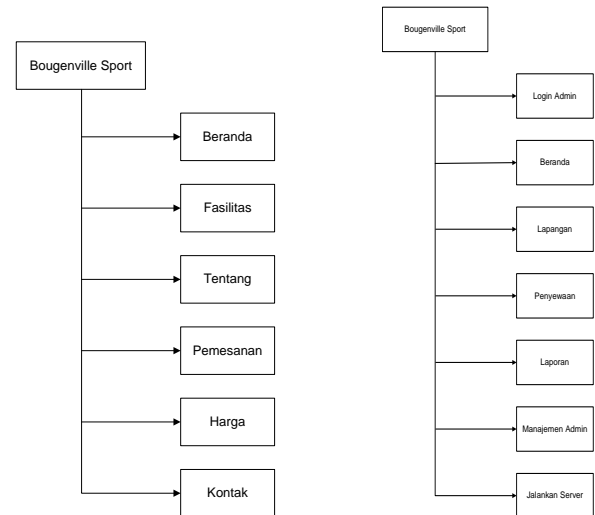 Bougenville Sport
Beranda
Fasilitas
Tentang
Pemesanan
Harga
Kontak
Bougenville Sport
Login Admin
Beranda
Lapangan
Penyewaan
Laporan
Manajemen Admin
Jalankan Server